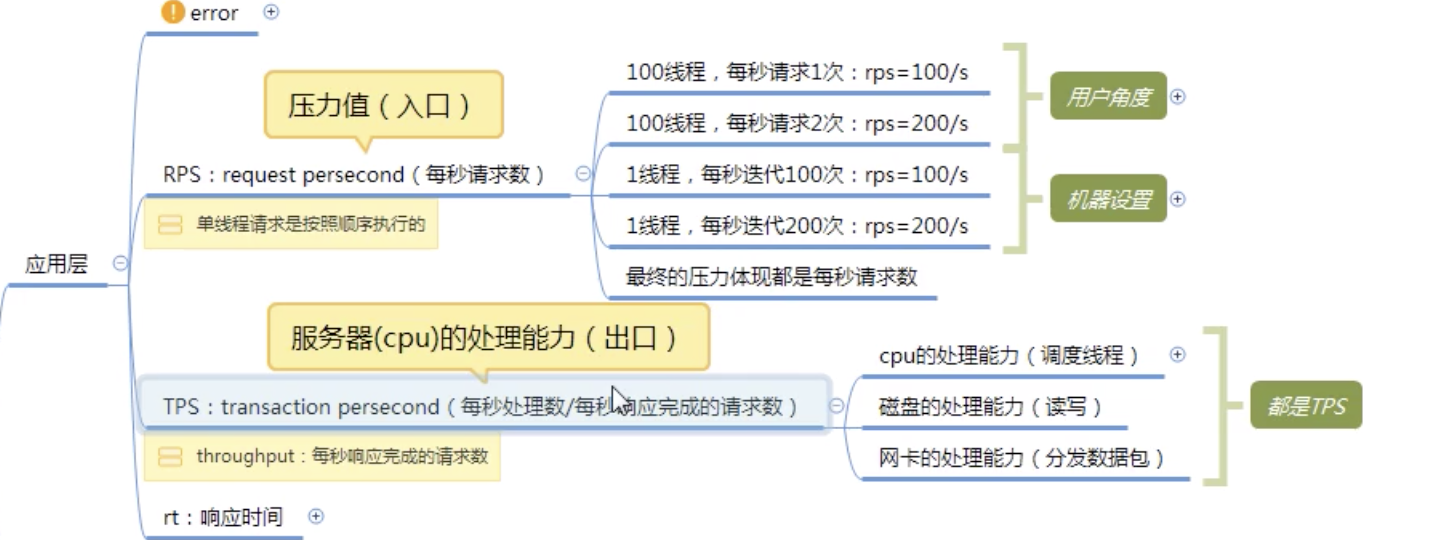 error
压力值（入口）
RPS：request persecond（每秒请求数）
单线程请求是按照顺序执行的
100线程，每秒请求1次：rps=100/s
100线程，每秒请求2次：rps=200/s
1线程，每秒迭代100次：rps=100/s
1线程，每秒迭代200次：rps=200/s
最终的压力体现都是每秒请求数
用户角度
机器设置
应用层
服务器(cpu)的处理能力（出口）
TPS：transaction persecond（每秒处理数/每秒响应完成的请求数）
throughput：每秒响应完成的请求数
cpu的处理能力（调度线程）
磁盘的处理能力（读写）
网卡的处理能力（分发数据包）
都是TPS
rt：响应时间